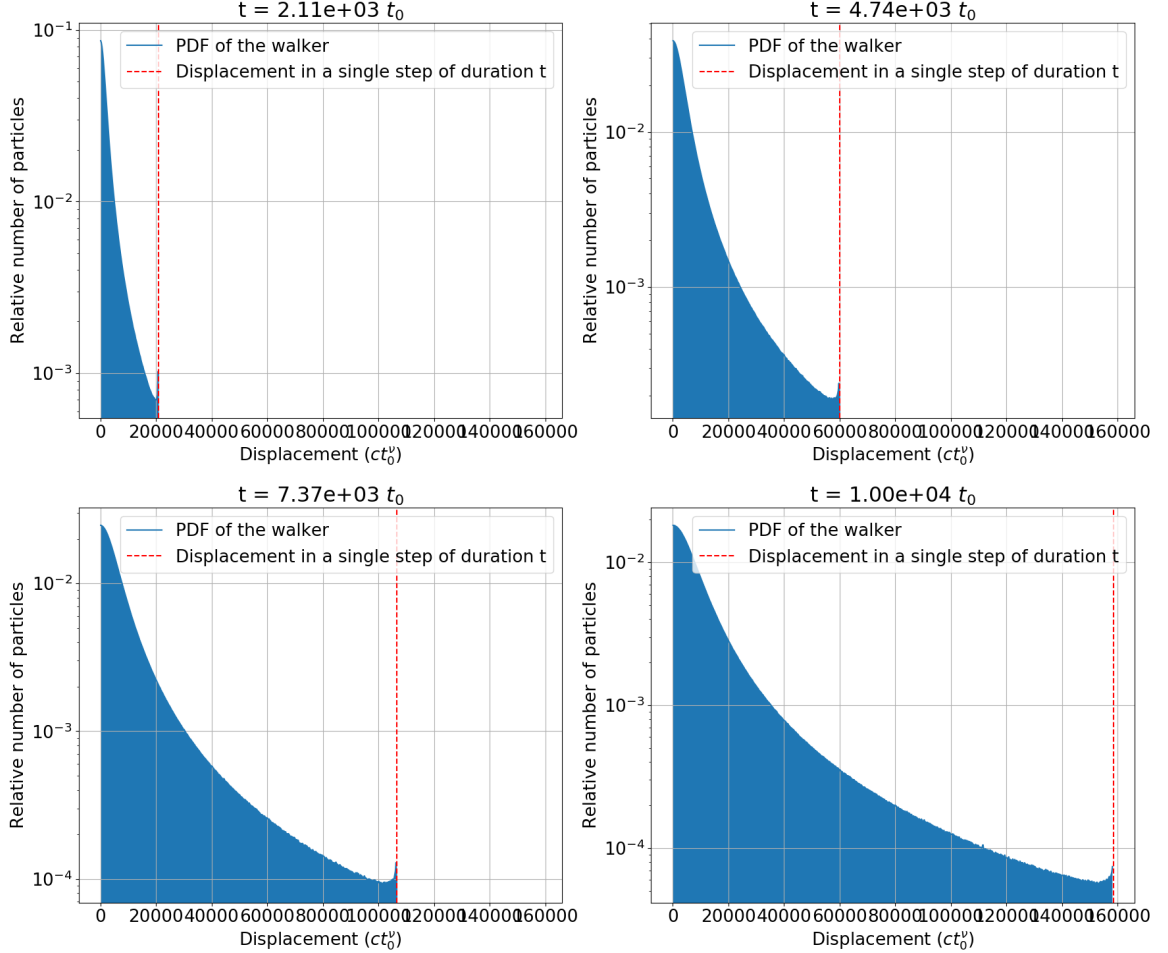 t = 2.11e+03 t₀
PDF of the walker
Displacement in a single step of duration t
Relative number of particles
10⁻¹
10⁻²
10⁻³
0 20000 40000 60000 80000 100000 120000 140000 160000
Displacement (ct₀^ν)
t = 4.74e+03 t₀
PDF of the walker
Displacement in a single step of duration t
Relative number of particles
10⁻²
10⁻³
0 20000 40000 60000 80000 100000 120000 140000 160000
Displacement (ct₀^ν)
t = 7.37e+03 t₀
PDF of the walker
Displacement in a single step of duration t
Relative number of particles
10⁻²
10⁻³
10⁻⁴
0 20000 40000 60000 80000 100000 120000 140000 160000
Displacement (ct₀^ν)
t = 1.00e+04 t₀
PDF of the walker
Displacement in a single step of duration t
Relative number of particles
10⁻²
10⁻³
10⁻⁴
0 20000 40000 60000 80000 100000 120000 140000 160000
Displacement (ct₀^ν)